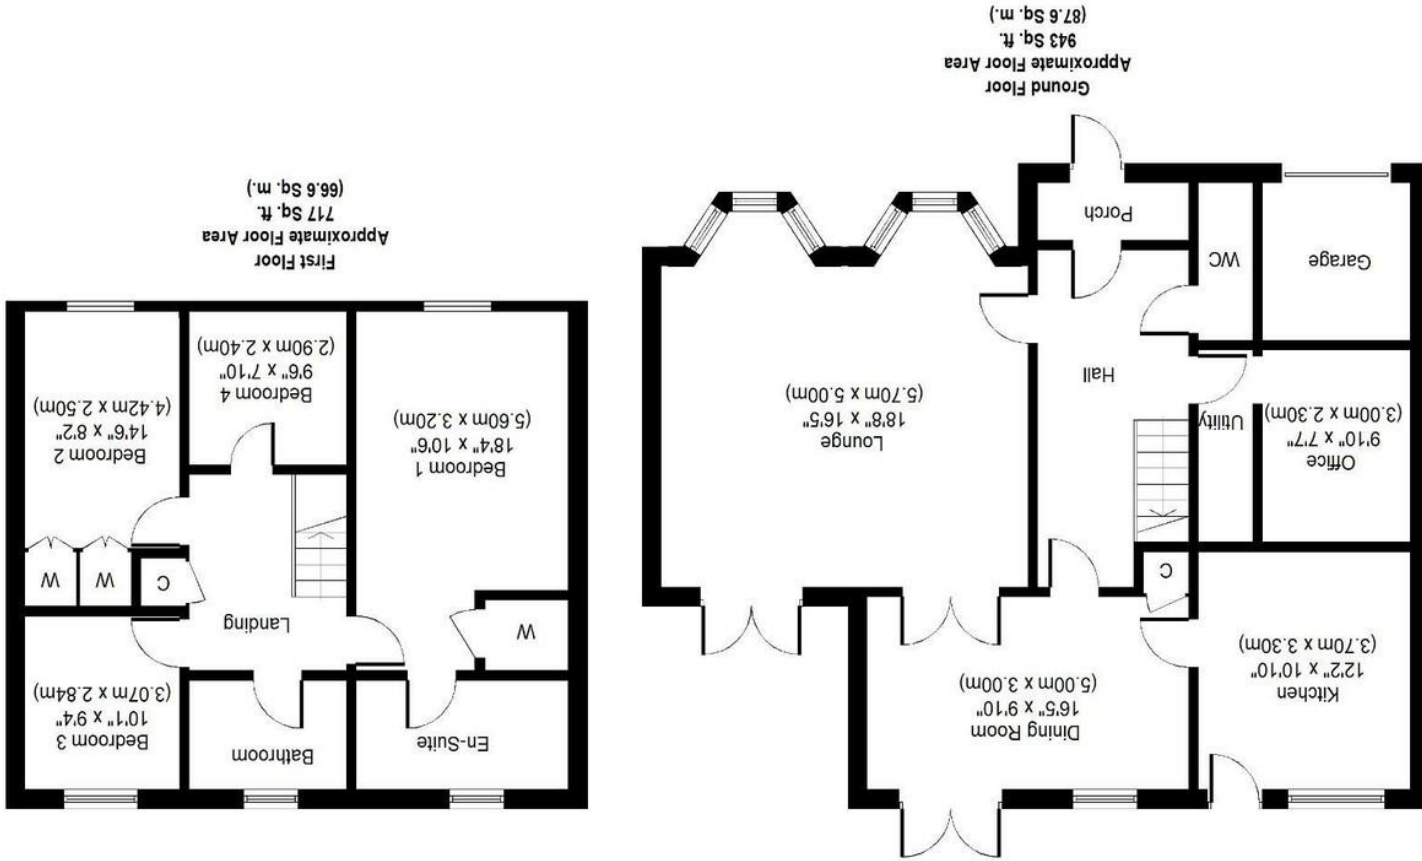 Kitchen
12'2" x 10'10"
(3.70m x 3.30m)
Dining Room
16'5" x 9'10"
(5.00m x 3.00m)
C
Office
9'10" x 7'7"
(3.00m x 2.30m)
Utility
Hall
Lounge
18'8" x 16'5"
(5.70m x 5.00m)
Garage
WC
Porch
Ground Floor
Approximate Floor Area
943 Sq. ft.
(87.6 Sq. m.)
En-Suite
Bathroom
Bedroom 3
10'1" x 9'4"
(3.07m x 2.84m)
W
Landing
C
W
W
Bedroom 1
18'4" x 10'6"
(5.60m x 3.20m)
Bedroom 4
9'6" x 7'10"
(2.90m x 2.40m)
Bedroom 2
14'6" x 8'2"
(4.42m x 2.50m)
First Floor
Approximate Floor Area
717 Sq. ft.
(66.6 Sq. m.)